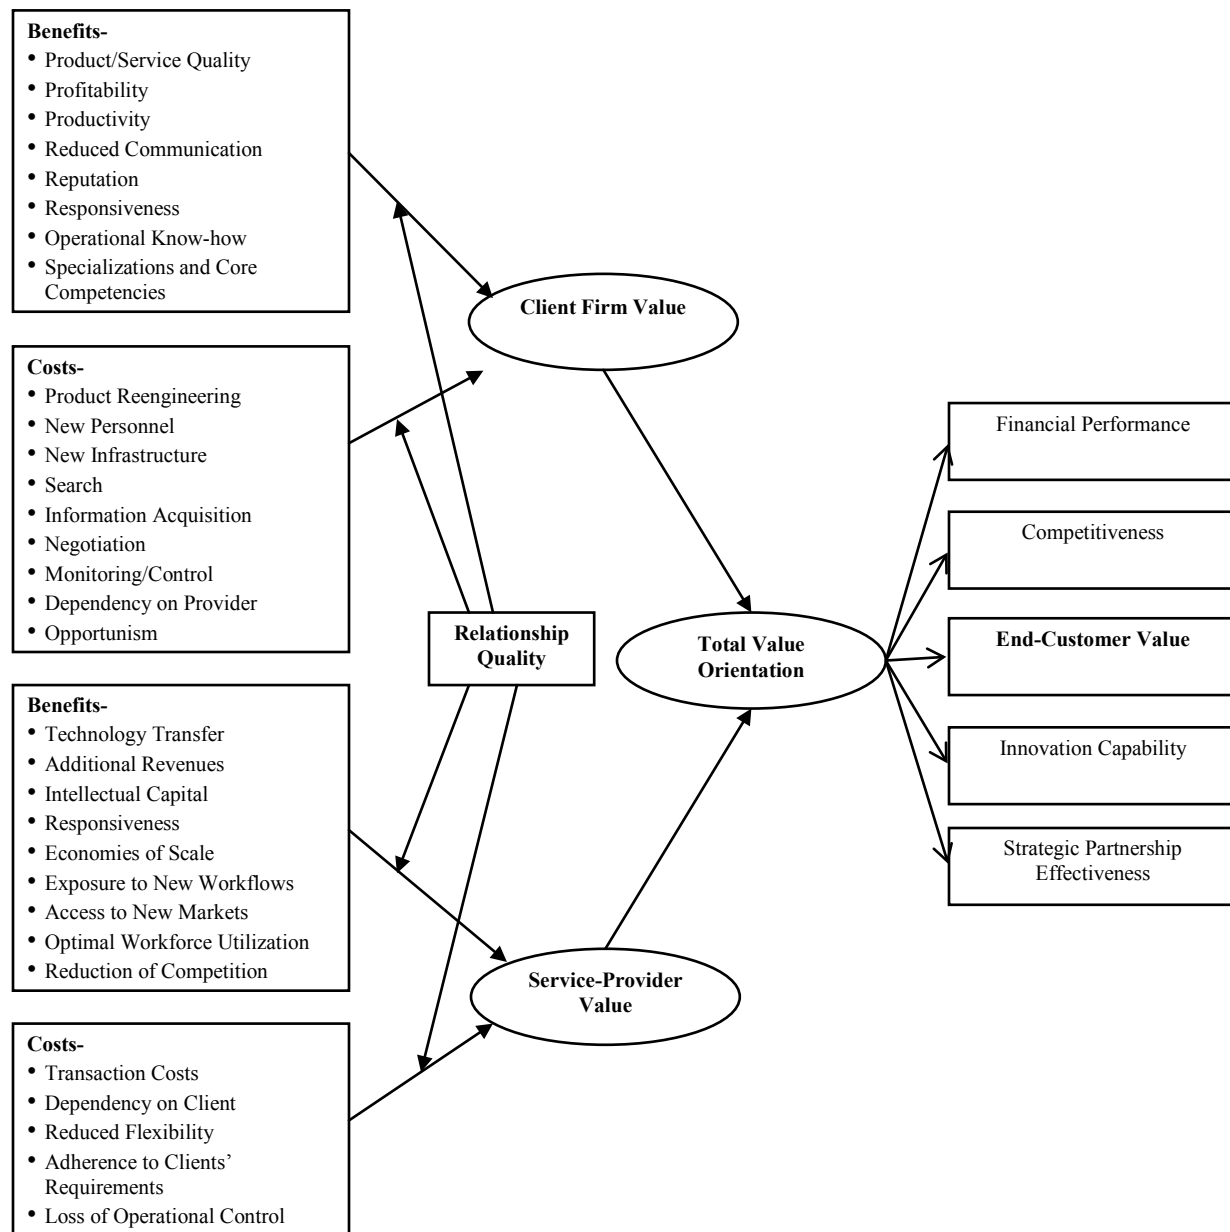 Benefits-
• Product/Service Quality
• Profitability
• Productivity
• Reduced Communication
• Reputation
• Responsiveness
• Operational Know-how
• Specializations and Core
Competencies
Costs-
• Product Reengineering
• New Personnel
• New Infrastructure
• Search
• Information Acquisition
• Negotiation
• Monitoring/Control
• Dependency on Provider
• Opportunism
Benefits-
• Technology Transfer
• Additional Revenues
• Intellectual Capital
• Responsiveness
• Economies of Scale
• Exposure to New Workflows
• Access to New Markets
• Optimal Workforce Utilization
• Reduction of Competition
Costs-
• Transaction Costs
• Dependency on Client
• Reduced Flexibility
• Adherence to Clients’
Requirements
• Loss of Operational Control
Relationship
Quality
Client Firm Value
Service-Provider
Value
Total Value
Orientation
Financial Performance
Competitiveness
End-Customer Value
Innovation Capability
Strategic Partnership
Effectiveness